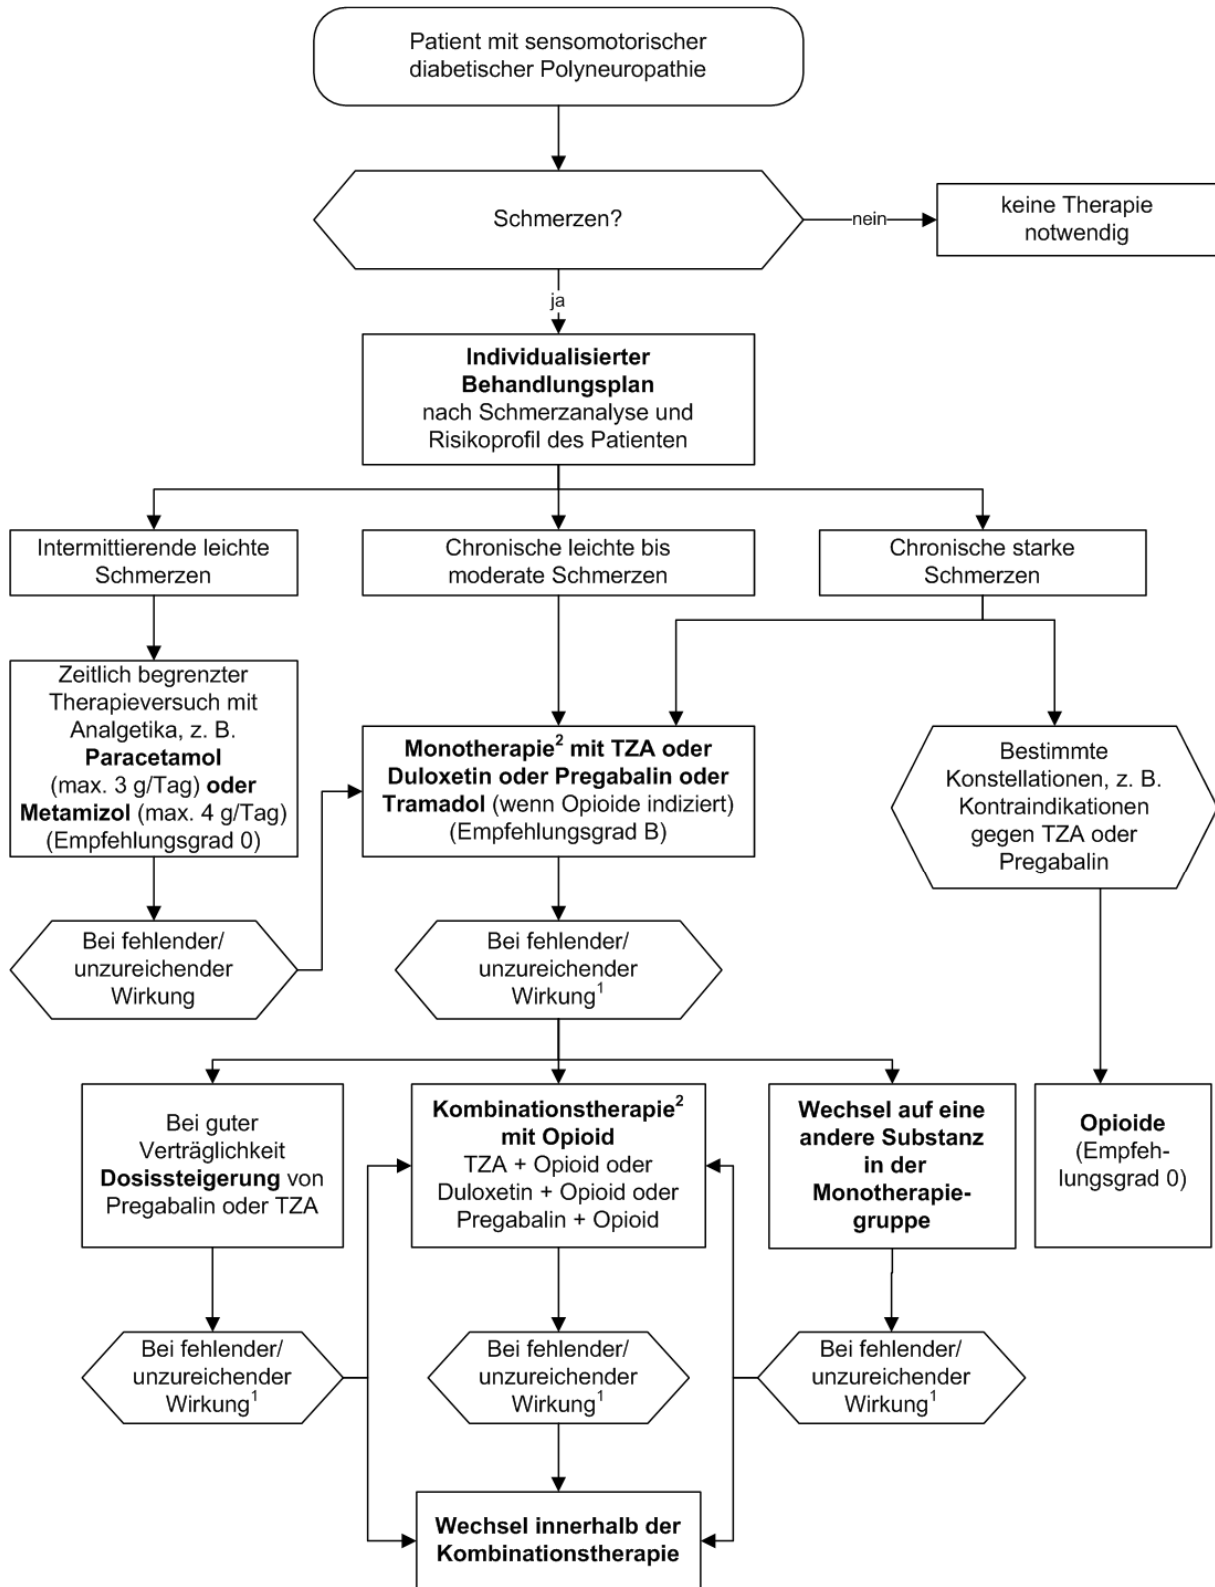 Patient mit sensomotorischer
diabetischer Polyneuropathie
Schmerzen?
nein
keine Therapie
notwendig
ja
Individualisierter
Behandlungsplan
nach Schmerzanalyse und
Risikoprofil des Patienten
Intermittierende leichte
Schmerzen
Chronische leichte bis
moderate Schmerzen
Chronische starke
Schmerzen
Zeitlich begrenzter
Therapieversuch mit
Analgetika, z. B.
Paracetamol
(max. 3 g/Tag) oder
Metamizol (max. 4 g/Tag)
(Empfehlungsgrad 0)
Monotherapie² mit TZA oder
Duloxetin oder Pregabalin oder
Tramadol (wenn Opioide indiziert)
(Empfehlungsgrad B)
Bestimmte
Konstellationen, z. B.
Kontraindikationen
gegen TZA oder
Pregabalin
Bei fehlender/
unzureichender
Wirkung
Bei fehlender/
unzureichender
Wirkung¹
Bei guter
Verträglichkeit
Dosissteigerung von
Pregabalin oder TZA
Kombinationstherapie²
mit Opioid
TZA + Opioid oder
Duloxetin + Opioid oder
Pregabalin + Opioid
Wechsel auf eine
andere Substanz
in der
Monotherapie-
gruppe
Opioide
(Empfeh-
lungsgrad 0)
Bei fehlender/
unzureichender
Wirkung¹
Bei fehlender/
unzureichender
Wirkung¹
Bei fehlender/
unzureichender
Wirkung¹
Wechsel innerhalb der
Kombinationstherapie